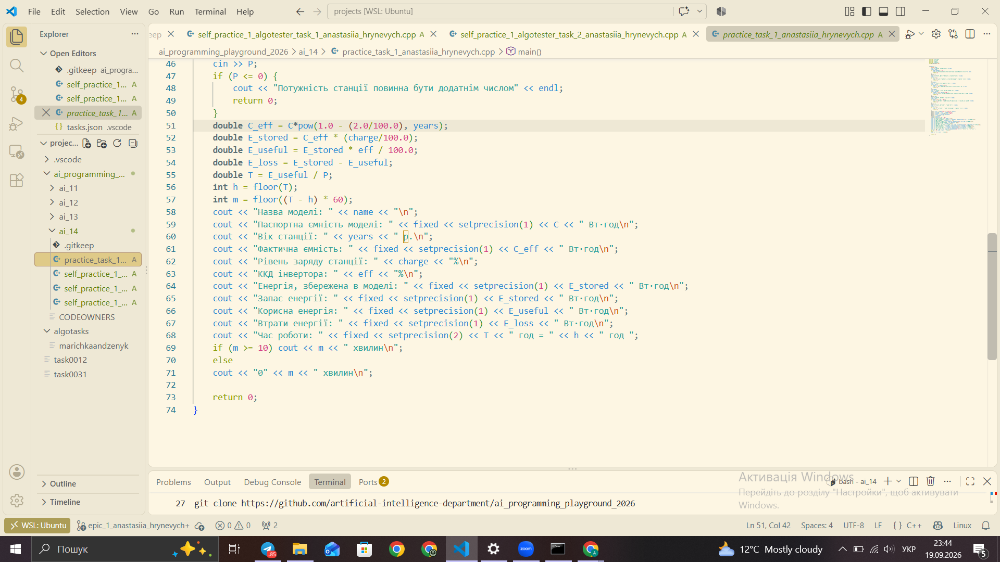 File Edit Selection View Go Run Terminal Help
projects [WSL: Ubuntu]
Explorer
eep
self_practice_1_algotester_task_1_anastasiia_hrynevych.cpp A
self_practice_1_algotester_task_2_anastasiia_hrynevych.cpp A
practice_task_1_anastasiia_hrynevych.cpp A
ai_programming_playground_2026 > ai_14 > practice_task_1_anastasiia_hrynevych.cpp > main()
Open Editors
.gitkeep ai_progra...
self_practice_1... A
self_practice_1... A
practice_task_1... A
tasks.json .vscode
projec...
.vscode
ai_programming_...
ai_11
ai_12
ai_13
ai_14
.gitkeep
practice_task_1... A
self_practice_1_... A
self_practice_1_... A
self_practice_1_... A
CODEOWNERS
algotasks
marichkaandzenyk
task0012
task0031
Outline
Timeline
4
46 cin >> P;
47 if (P <= 0) {
48 cout << "Потужність станції повинна бути додатнім числом" << endl;
49 return 0;
50 }
51 double C_eff = C*pow(1.0 - (2.0/100.0), years);
52 double E_stored = C_eff * (charge/100.0);
53 double E_useful = E_stored * eff / 100.0;
54 double E_loss = E_stored - E_useful;
55 double T = E_useful / P;
56 int h = floor(T);
57 int m = floor((T - h) * 60);
58 cout << "Назва моделі: " << name << "\n";
59 cout << "Паспортна ємність моделі: " << fixed << setprecision(1) << C << " Вт·год\n";
60 cout << "Вік станції: " << years << " р.\n";
61 cout << "Фактична ємність: " << fixed << setprecision(1) << C_eff << " Вт·год\n";
62 cout << "Рівень заряду станції: " << charge << "%\n";
63 cout << "ККД інвертора: " << eff << "%\n";
64 cout << "Енергія, збережена в моделі: " << fixed << setprecision(1) << E_stored << " Вт·год\n";
65 cout << "Запас енергії: " << fixed << setprecision(1) << E_stored << " Вт·год\n";
66 cout << "Корисна енергія: " << fixed << setprecision(1) << E_useful << " Вт·год\n";
67 cout << "Втрати енергії: " << fixed << setprecision(1) << E_loss << " Вт·год\n";
68 cout << "Час роботи: " << fixed << setprecision(2) << T << " год = " << h << " год ";
69 if (m >= 10) cout << m << " хвилин\n";
70 else
71 cout << "0" << m << " хвилин\n";
72
73 return 0;
74 }
Problems Output Debug Console Terminal Ports 2
bash - ai_14
27 git clone https://github.com/artificial-intelligence-department/ai_programming_playground_2026
Активація Windows
Перейдіть до розділу "Настройки", щоб активувати
Windows.
WSL: Ubuntu epic_1_anastasiia_hrynevych+ 0 0 2
Ln 51, Col 42 Spaces: 4 UTF-8 LF { } C++ Linux
Пошук
85
zoom
A
12°C Mostly cloudy
УКР
23:44
19.09.2026
5